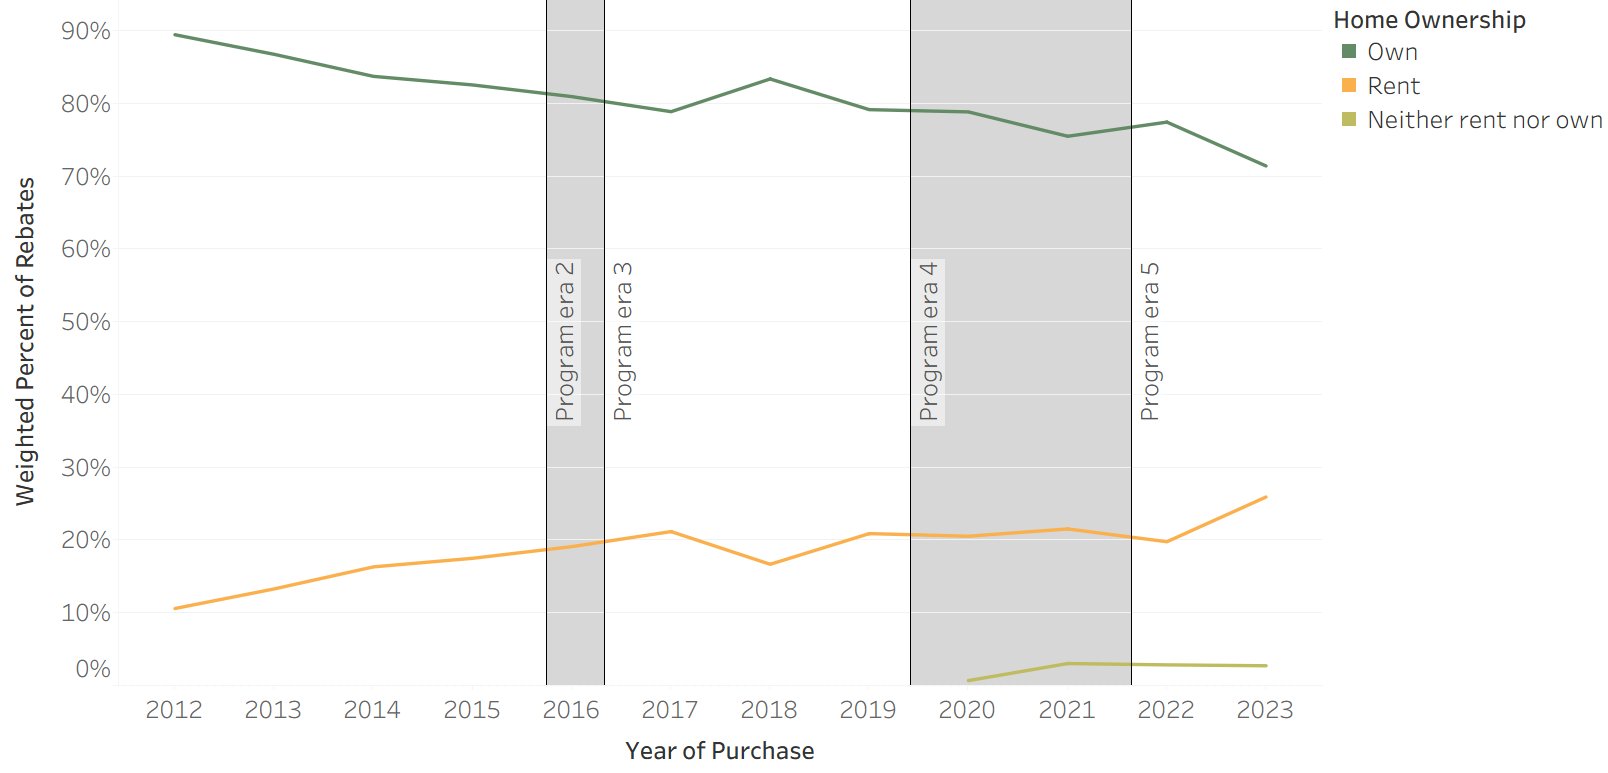 Home Ownership
Own
Rent
Neither rent nor own
Weighted Percent of Rebates
90%
80%
70%
60%
50%
40%
30%
20%
10%
0%
Program era 2
Program era 3
Program era 4
Program era 5
2012 2013 2014 2015 2016 2017 2018 2019 2020 2021 2022 2023
Year of Purchase